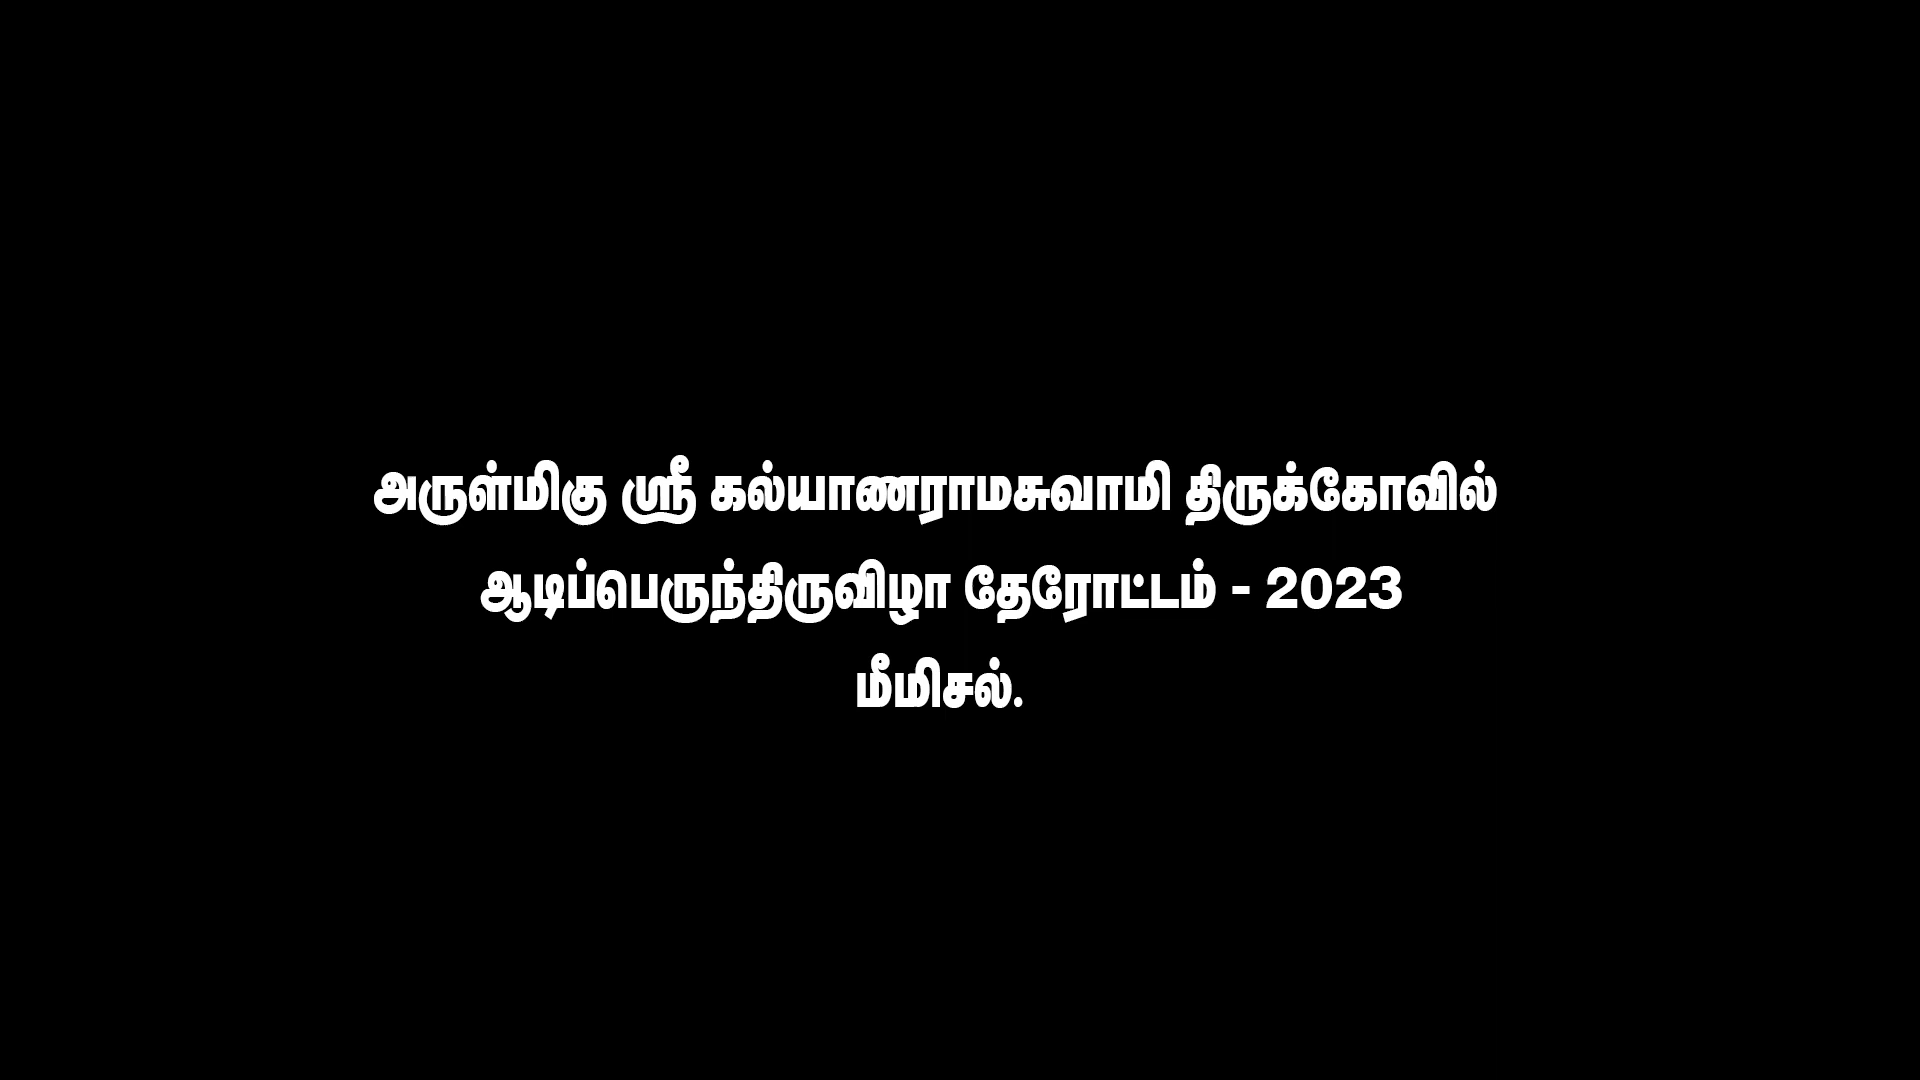 அருள்மிகு ஸ்ரீ கல்யாணராமசுவாமி திருக்கோவில்
ஆடிப்பெருந்திருவிழா தேரோட்டம் - 2023
மீமிசல்.